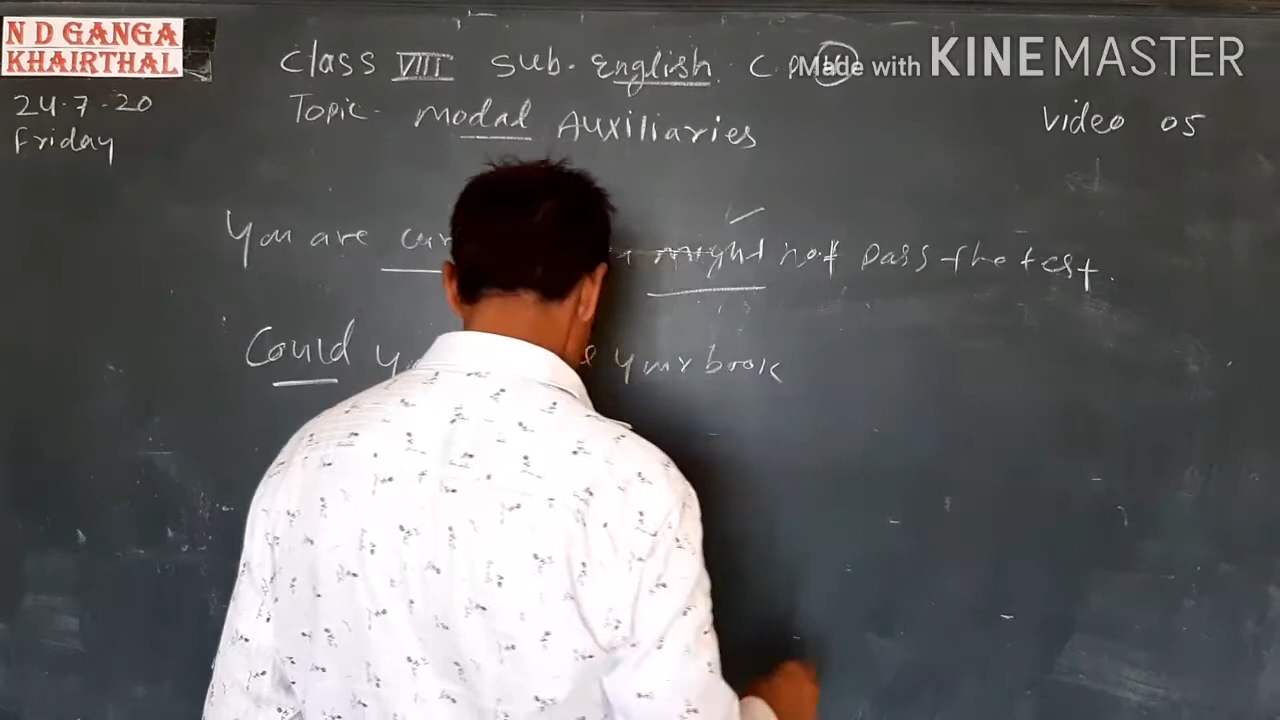 N D GANGA
KHAIRTHAL
24.7.20
Friday
Class VIII Sub. English C
Made with KINEMASTER
Topic - Modal Auxiliaries
Video 05
You are might not pass the test.
Could your book